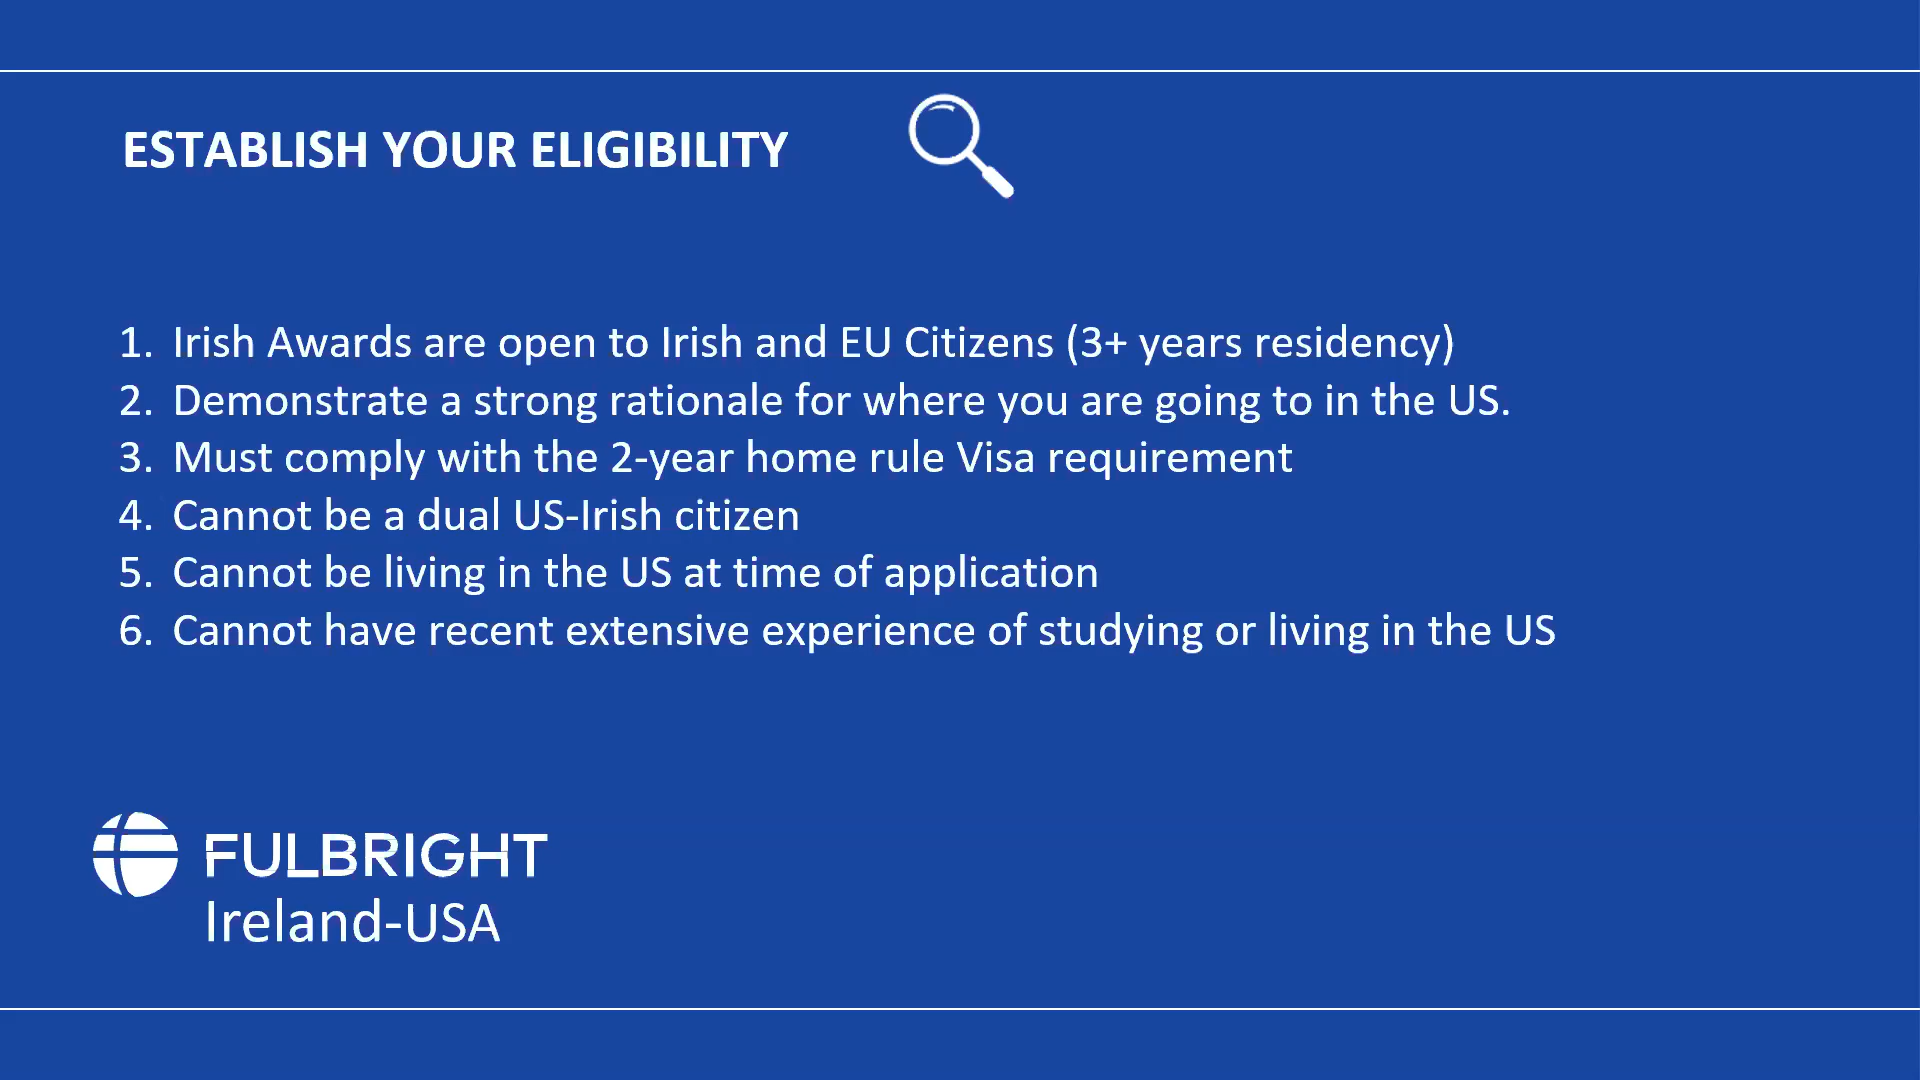 ESTABLISH YOUR ELIGIBILITY
1. Irish Awards are open to Irish and EU Citizens (3+ years residency)
2. Demonstrate a strong rationale for where you are going to in the US.
3. Must comply with the 2-year home rule Visa requirement
4. Cannot be a dual US-Irish citizen
5. Cannot be living in the US at time of application
6. Cannot have recent extensive experience of studying or living in the US
FULBRIGHT
Ireland-USA